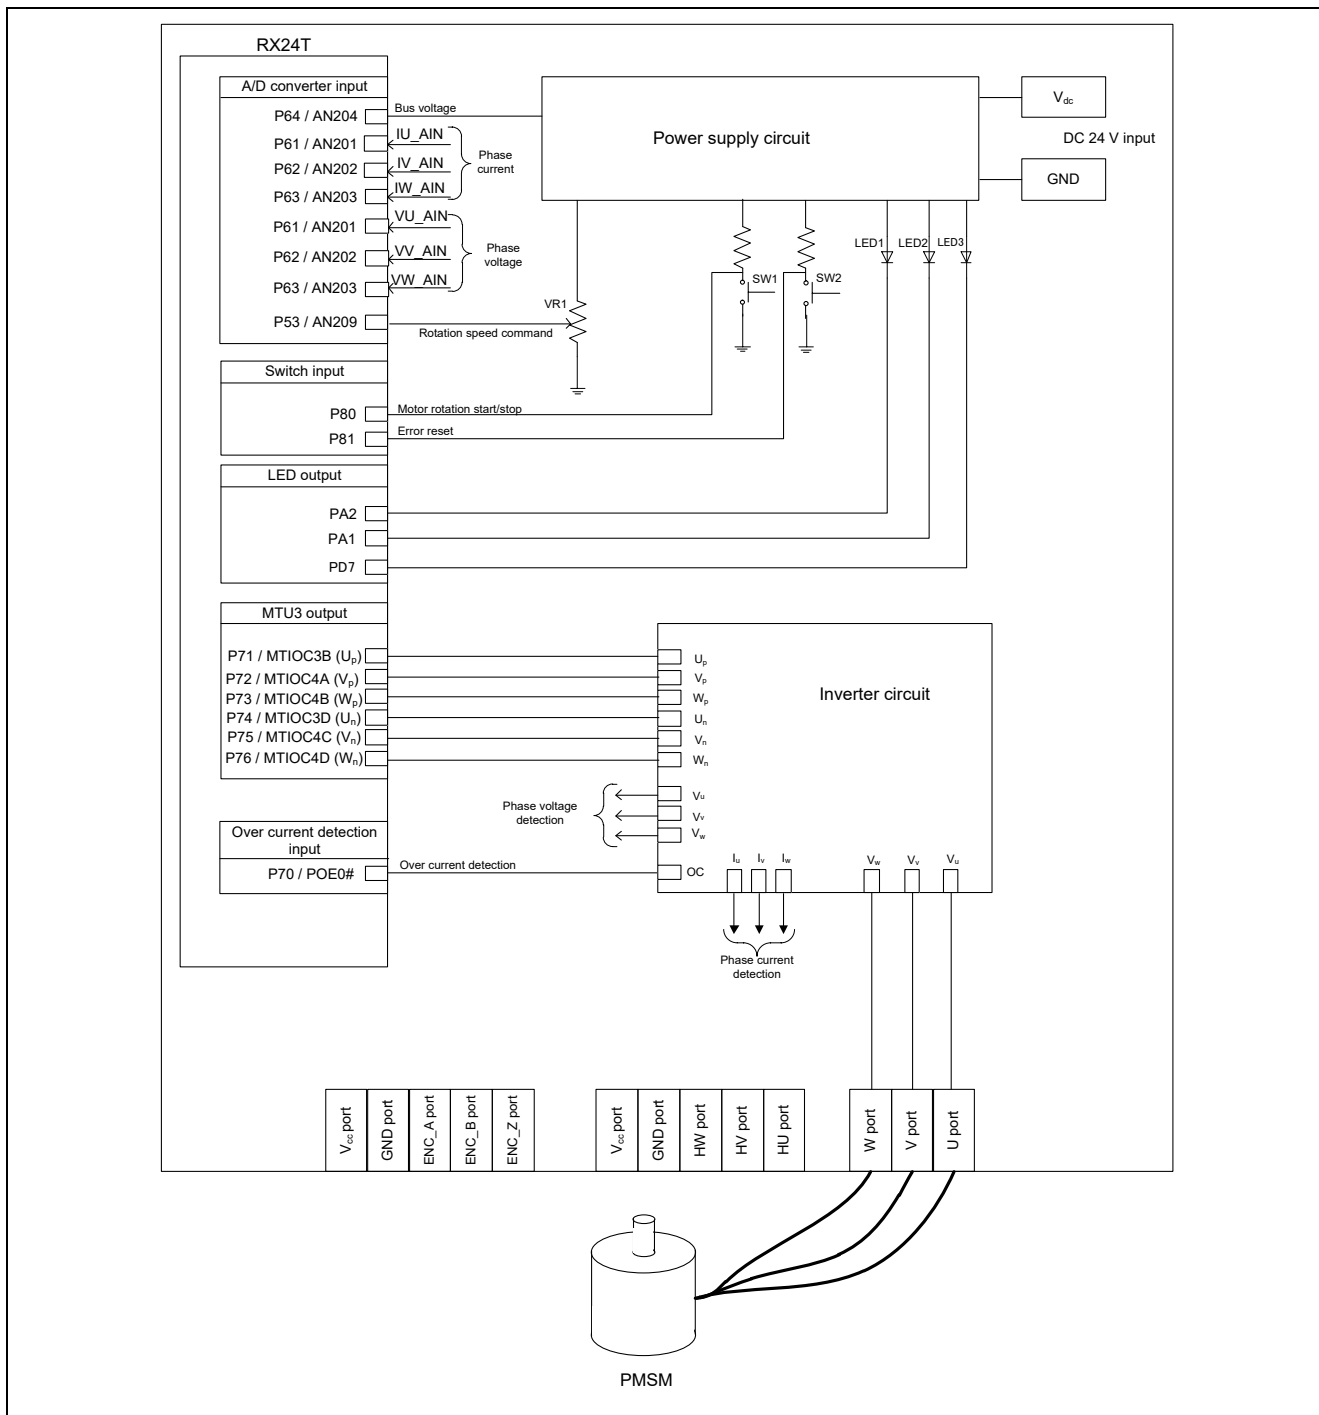 RX24T
A/D converter input
P64 / AN204
P61 / AN201
P62 / AN202
P63 / AN203
P61 / AN201
P62 / AN202
P63 / AN203
P53 / AN209
Bus voltage
IU_AIN
IV_AIN
IW_AIN
Phase
current
VU_AIN
VV_AIN
VW_AIN
Phase
voltage
Rotation speed command
VR1
Power supply circuit
Vdc
DC 24 V input
GND
SW1
SW2
LED1
LED2
LED3
Switch input
P80
P81
Motor rotation start/stop
Error reset
LED output
PA2
PA1
PD7
MTU3 output
P71 / MTIOC3B (Up)
P72 / MTIOC4A (Vp)
P73 / MTIOC4B (Wp)
P74 / MTIOC3D (Un)
P75 / MTIOC4C (Vn)
P76 / MTIOC4D (Wn)
Up
Vp
Wp
Un
Vn
Wn
Inverter circuit
Phase voltage
detection
Vu
Vv
Vw
Over current detection
input
P70 / POE0#
Over current detection
OC
Iu
Iv
Iw
Vw
Vv
Vu
Phase current
detection
Vcc port
GND port
ENC_A port
ENC_B port
ENC_Z port
Vcc port
GND port
HW port
HV port
HU port
W port
V port
U port
PMSM